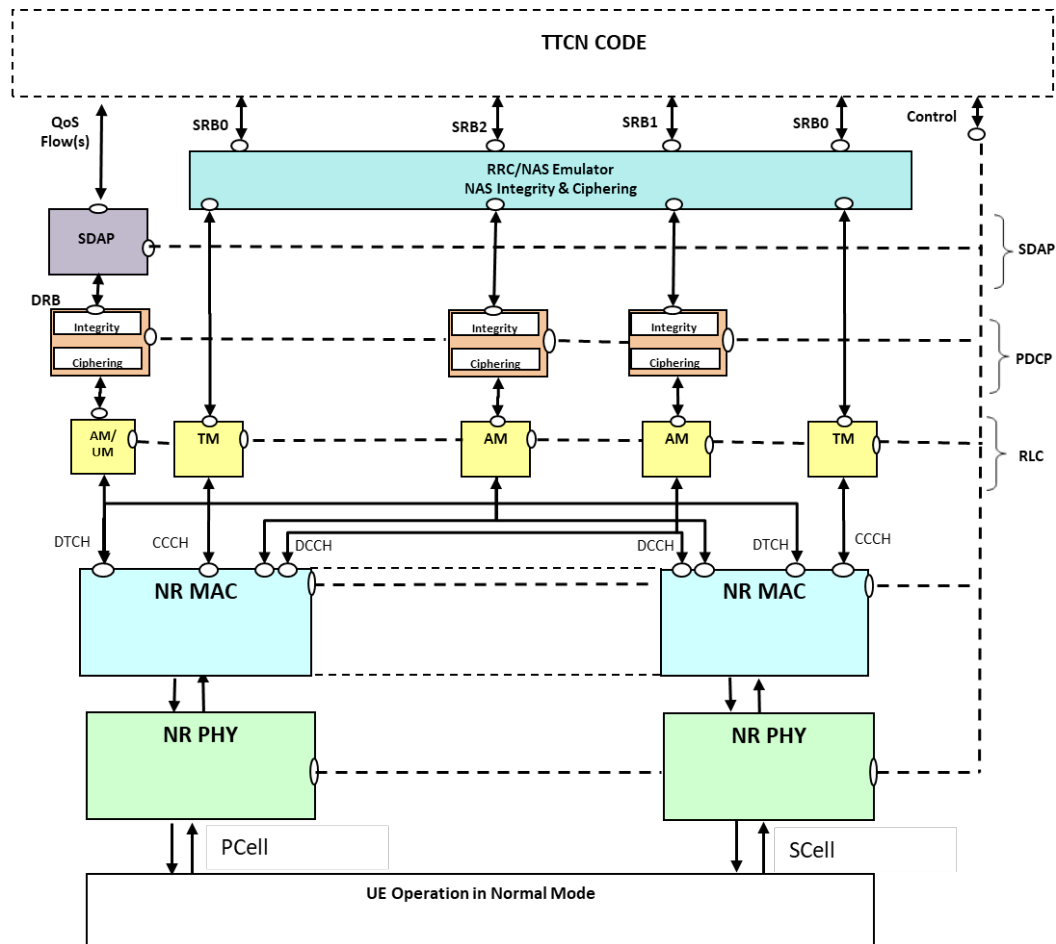 TTCN CODE
QoS
Flow(s)
SRB0
SRB2
SRB1
SRB0
Control
RRC/NAS Emulator
NAS Integrity & Ciphering
SDAP
SDAP
DRB
Integrity
Ciphering
Integrity
Ciphering
Integrity
Ciphering
PDCP
AM/
UM
TM
AM
AM
TM
RLC
DTCH
CCCH
DCCH
DCCH
DTCH
CCCH
NR MAC
NR MAC
NR PHY
NR PHY
PCell
SCell
UE Operation in Normal Mode